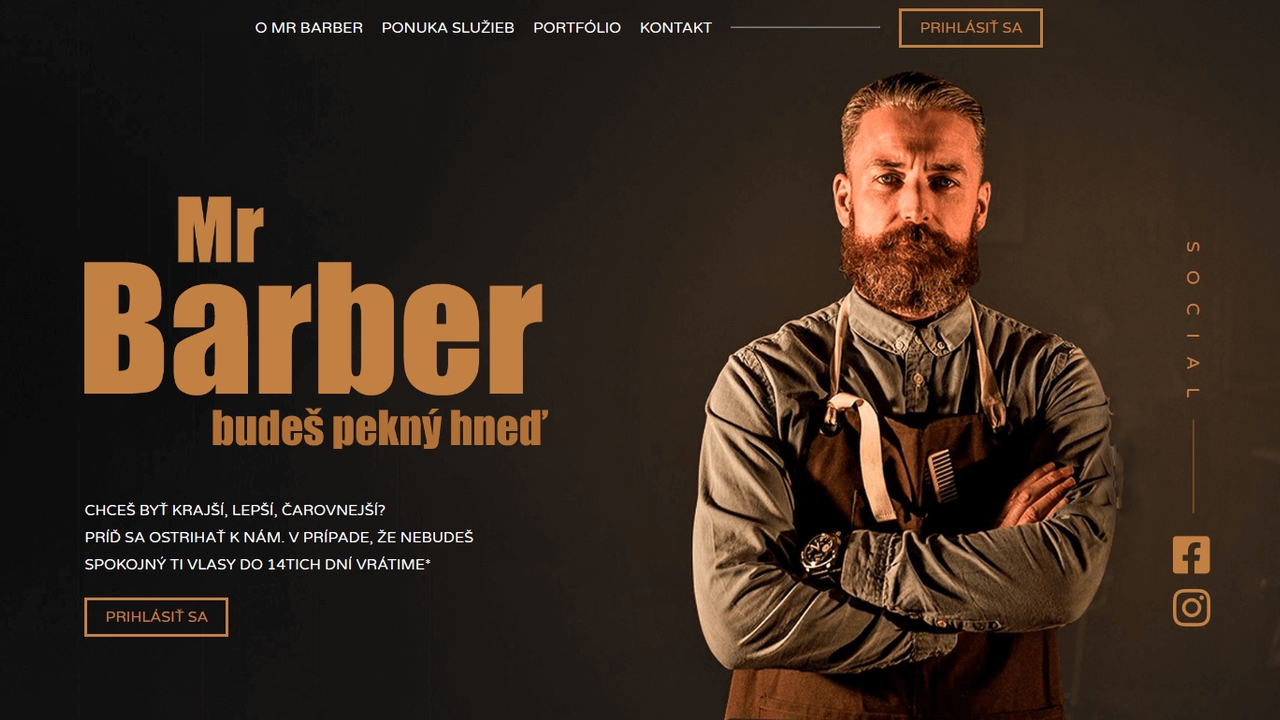 O MR BARBER PONUKA SLUŽIEB PORTFÓLIO KONTAKT PRIHLÁSIŤ SA
Mr
Barber
budeš pekný hneď
CHCEŠ BYŤ KRAJŠÍ, LEPŠÍ, ČAROVNEJŠÍ?
PRÍĎ SA OSTRIHAŤ K NÁM. V PRÍPADE, ŽE NEBUDEŠ
SPOKOJNÝ TI VLASY DO 14TICH DNÍ VRÁTIME*
PRIHLÁSIŤ SA
SOCIAL